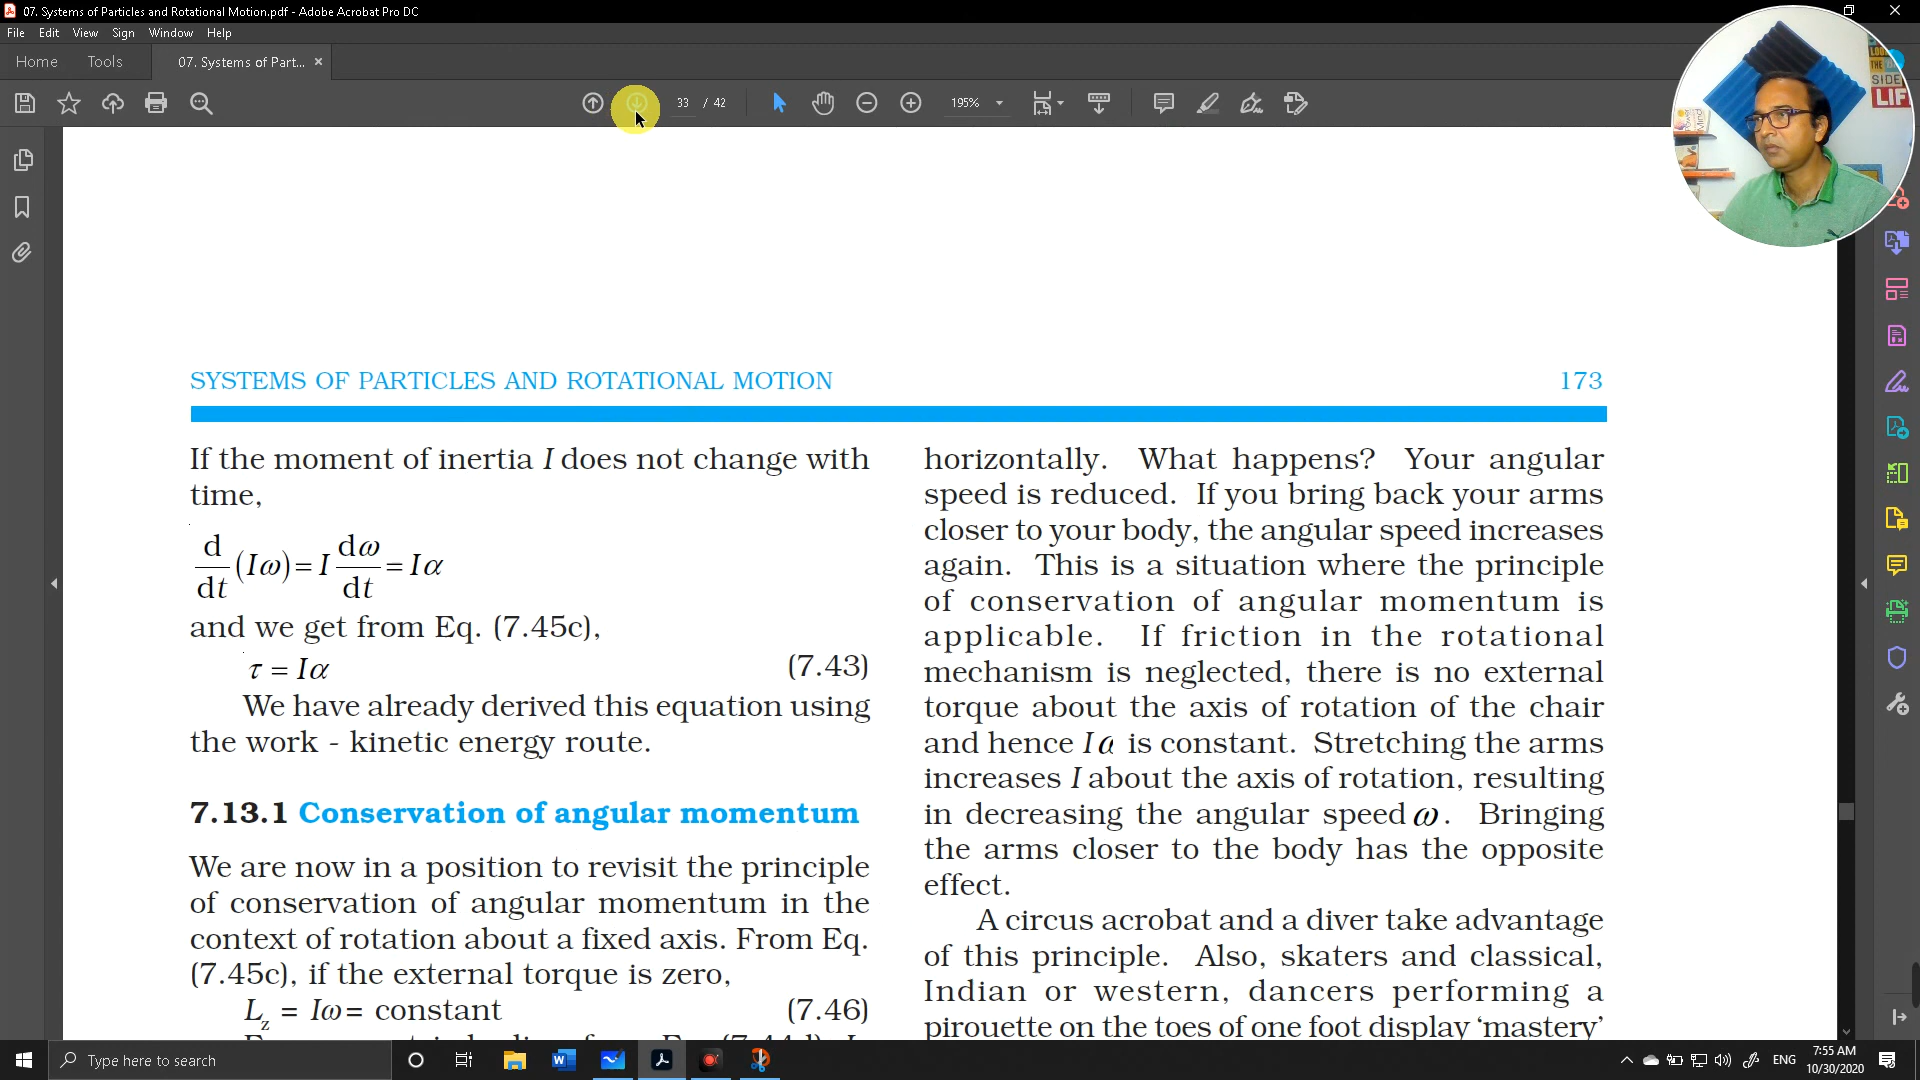 07. Systems of Particles and Rotational Motion.pdf - Adobe Acrobat Pro DC
File Edit View Sign Window Help
Home Tools 07. Systems of Part... ×
33 / 42 195%
LIFE
SIDE
LIF
SYSTEMS OF PARTICLES AND ROTATIONAL MOTION 173
If the moment of inertia I does not change with
time,
d/dt (Iω) = I dω/dt = Iα
and we get from Eq. (7.45c),
τ = Iα (7.43)
We have already derived this equation using
the work - kinetic energy route.
7.13.1 Conservation of angular momentum
We are now in a position to revisit the principle
of conservation of angular momentum in the
context of rotation about a fixed axis. From Eq.
(7.45c), if the external torque is zero,
Lz = Iω = constant (7.46)
horizontally. What happens? Your angular
speed is reduced. If you bring back your arms
closer to your body, the angular speed increases
again. This is a situation where the principle
of conservation of angular momentum is
applicable. If friction in the rotational
mechanism is neglected, there is no external
torque about the axis of rotation of the chair
and hence I ω is constant. Stretching the arms
increases I about the axis of rotation, resulting
in decreasing the angular speed ω. Bringing
the arms closer to the body has the opposite
effect.
A circus acrobat and a diver take advantage
of this principle. Also, skaters and classical,
Indian or western, dancers performing a
pirouette on the toes of one foot display ‘mastery’
Type here to search
ENG
7:55 AM
10/30/2020